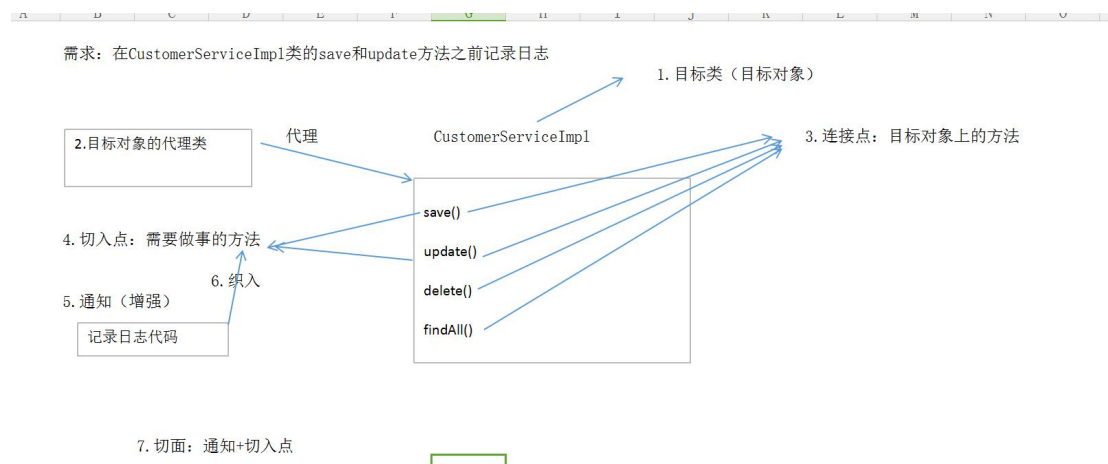 A B C D E F G H I J K L M N O
需求：在CustomerServiceImpl类的save和update方法之前记录日志
1.目标类（目标对象）
2.目标对象的代理类
代理
CustomerServiceImpl
3.连接点：目标对象上的方法
save()
4.切入点：需要做事的方法
update()
6.织入
delete()
5.通知（增强）
findAll()
记录日志代码
7.切面：通知+切入点